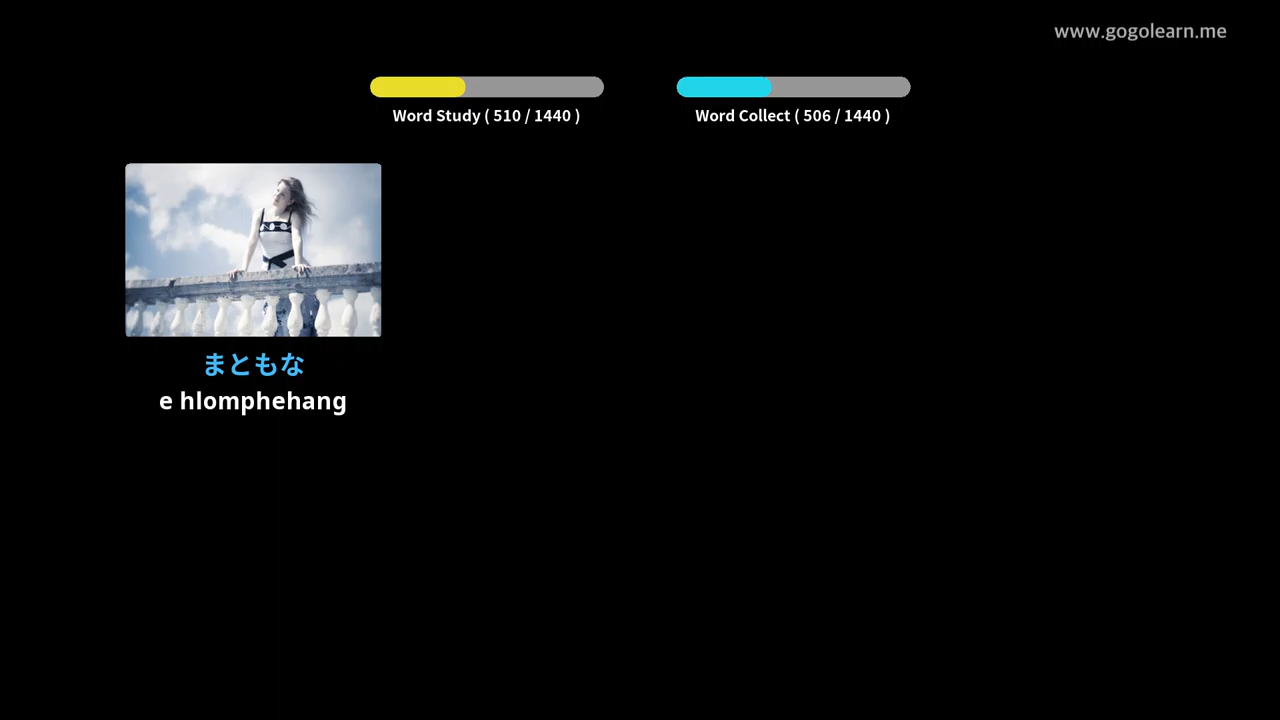 www.gogolearn.me
Word Study ( 510 / 1440 )
Word Collect ( 506 / 1440 )
まともな
e hlomphehang